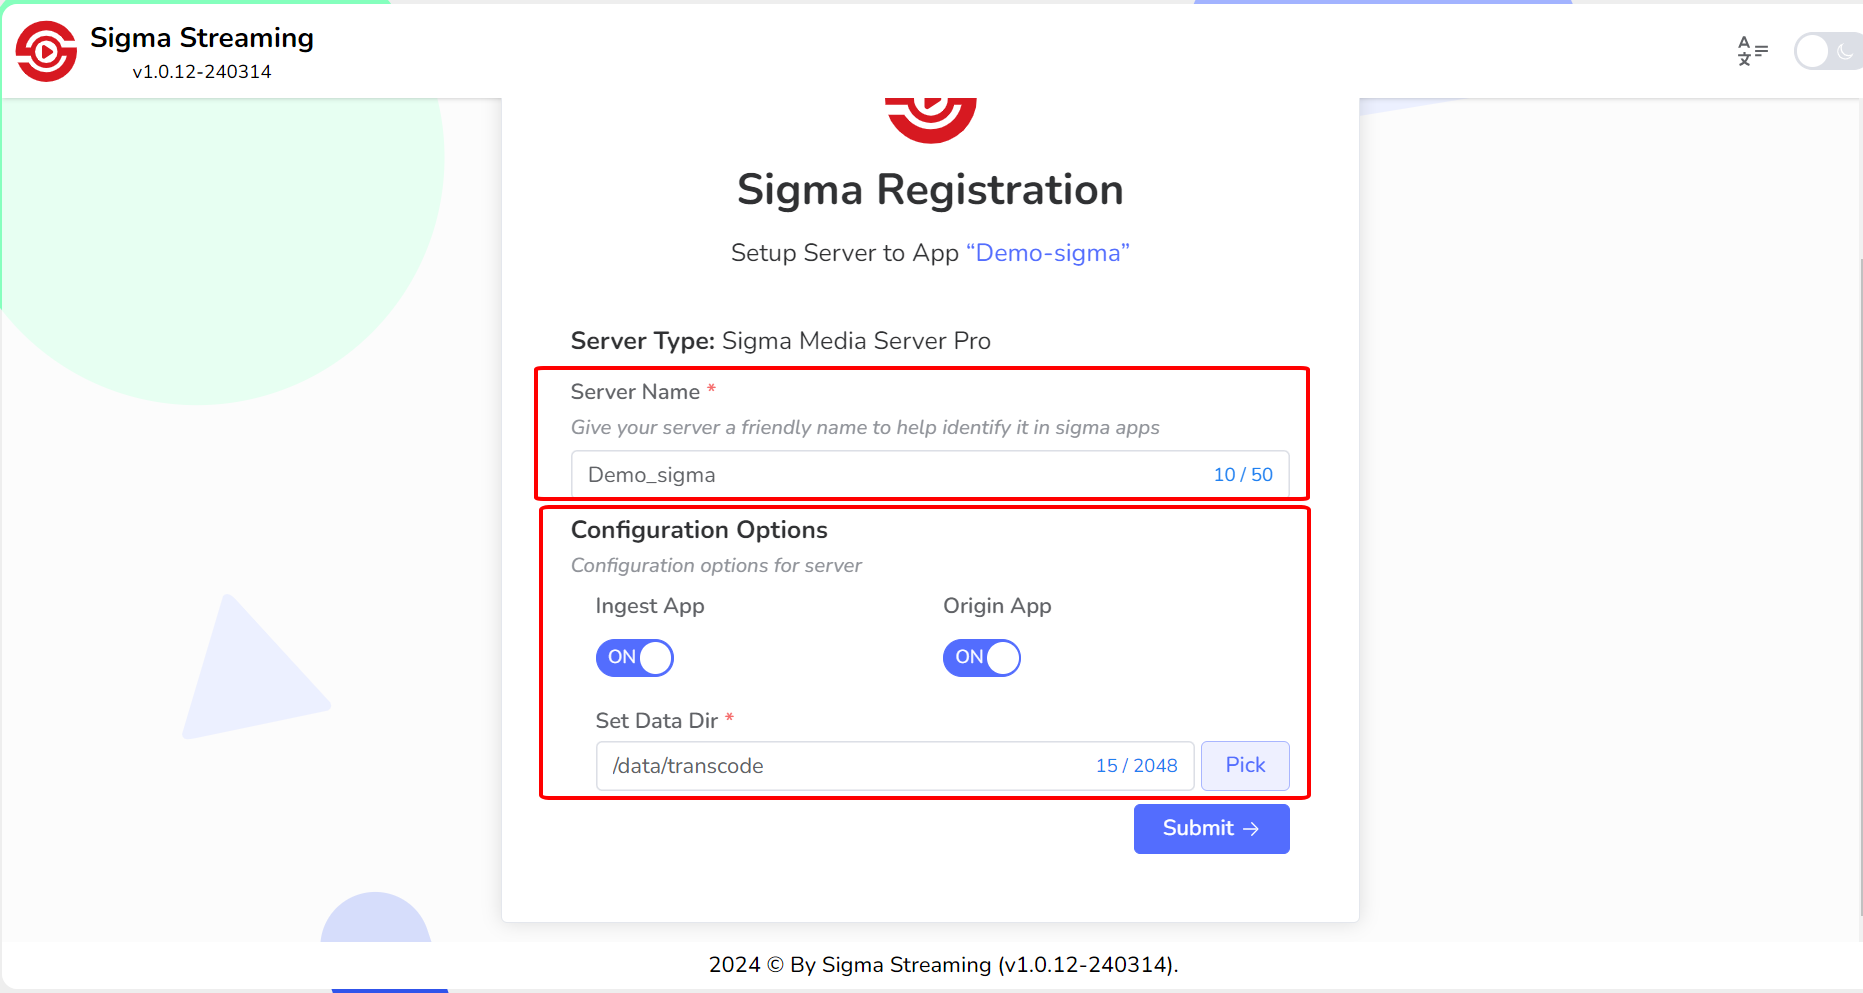 Sigma Streaming
v1.0.12-240314
Sigma Registration
Setup Server to App “Demo-sigma”
Server Type: Sigma Media Server Pro
Server Name *
Give your server a friendly name to help identify it in sigma apps
Demo_sigma 10 / 50
Configuration Options
Configuration options for server
Ingest App Origin App
ON ON
Set Data Dir *
/data/transcode 15 / 2048 Pick
Submit →
2024 © By Sigma Streaming (v1.0.12-240314).